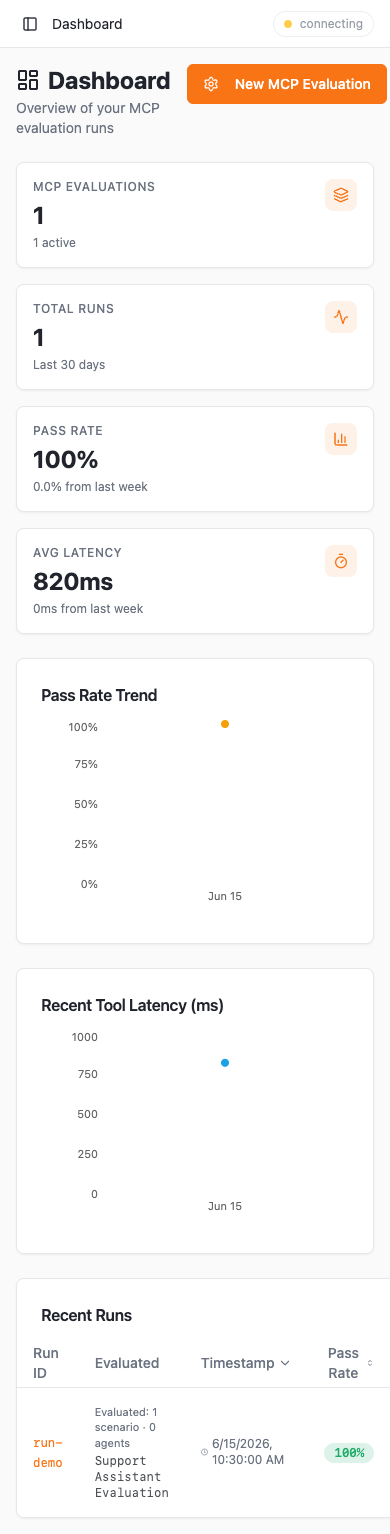 Dashboard
connecting
Dashboard
New MCP Evaluation
Overview of your MCP
evaluation runs
MCP EVALUATIONS
1
1 active
TOTAL RUNS
1
Last 30 days
PASS RATE
100%
0.0% from last week
AVG LATENCY
820ms
0ms from last week
Pass Rate Trend
100%
75%
50%
25%
0%
Jun 15
Recent Tool Latency (ms)
1000
750
500
250
0
Jun 15
Recent Runs
Run
ID
Evaluated
Timestamp
Pass
Rate
run-
demo
Evaluated: 1
scenario · 0
agents
Support
Assistant
Evaluation
6/15/2026,
10:30:00 AM
100%